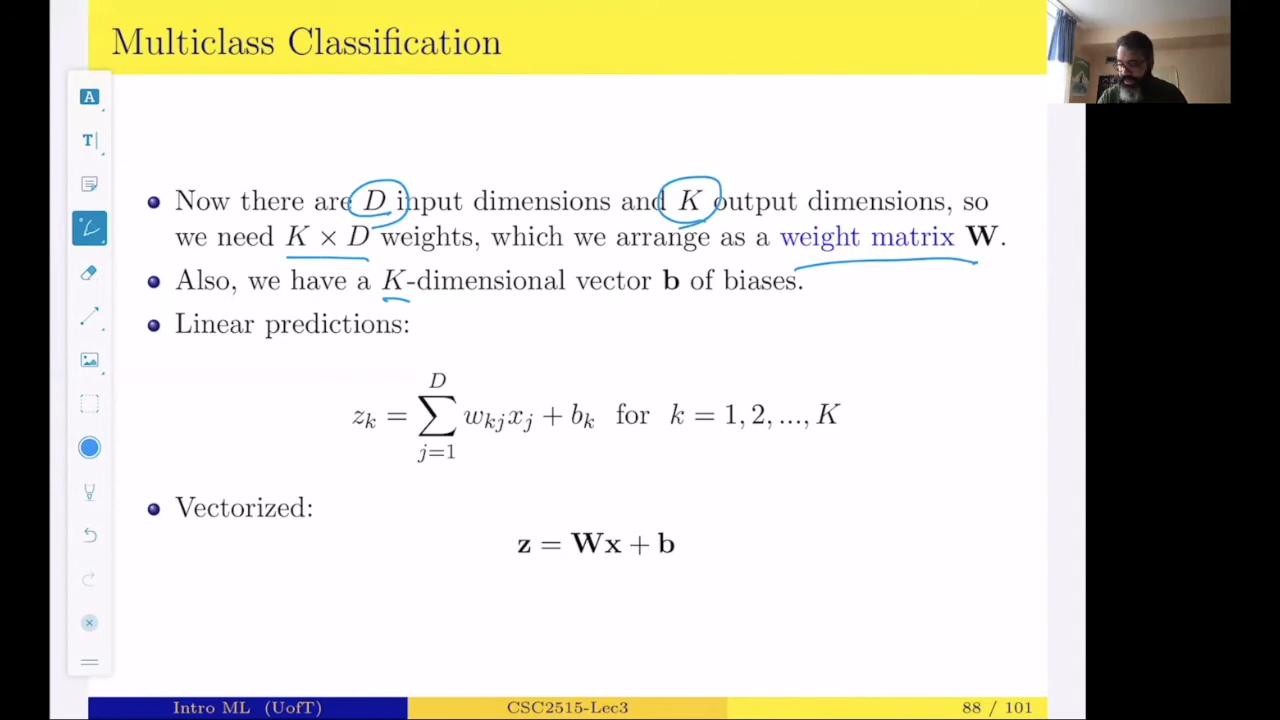 Multiclass Classification
A
T|
Now there are D input dimensions and K output dimensions, so
we need K × D weights, which we arrange as a weight matrix W.
Also, we have a K-dimensional vector b of biases.
Linear predictions:
z_k = ∑_{j=1}^{D} w_{kj}x_j + b_k for k = 1, 2, ..., K
Vectorized:
z = Wx + b
Intro ML (UofT) CSC2515-Lec3 88 / 101